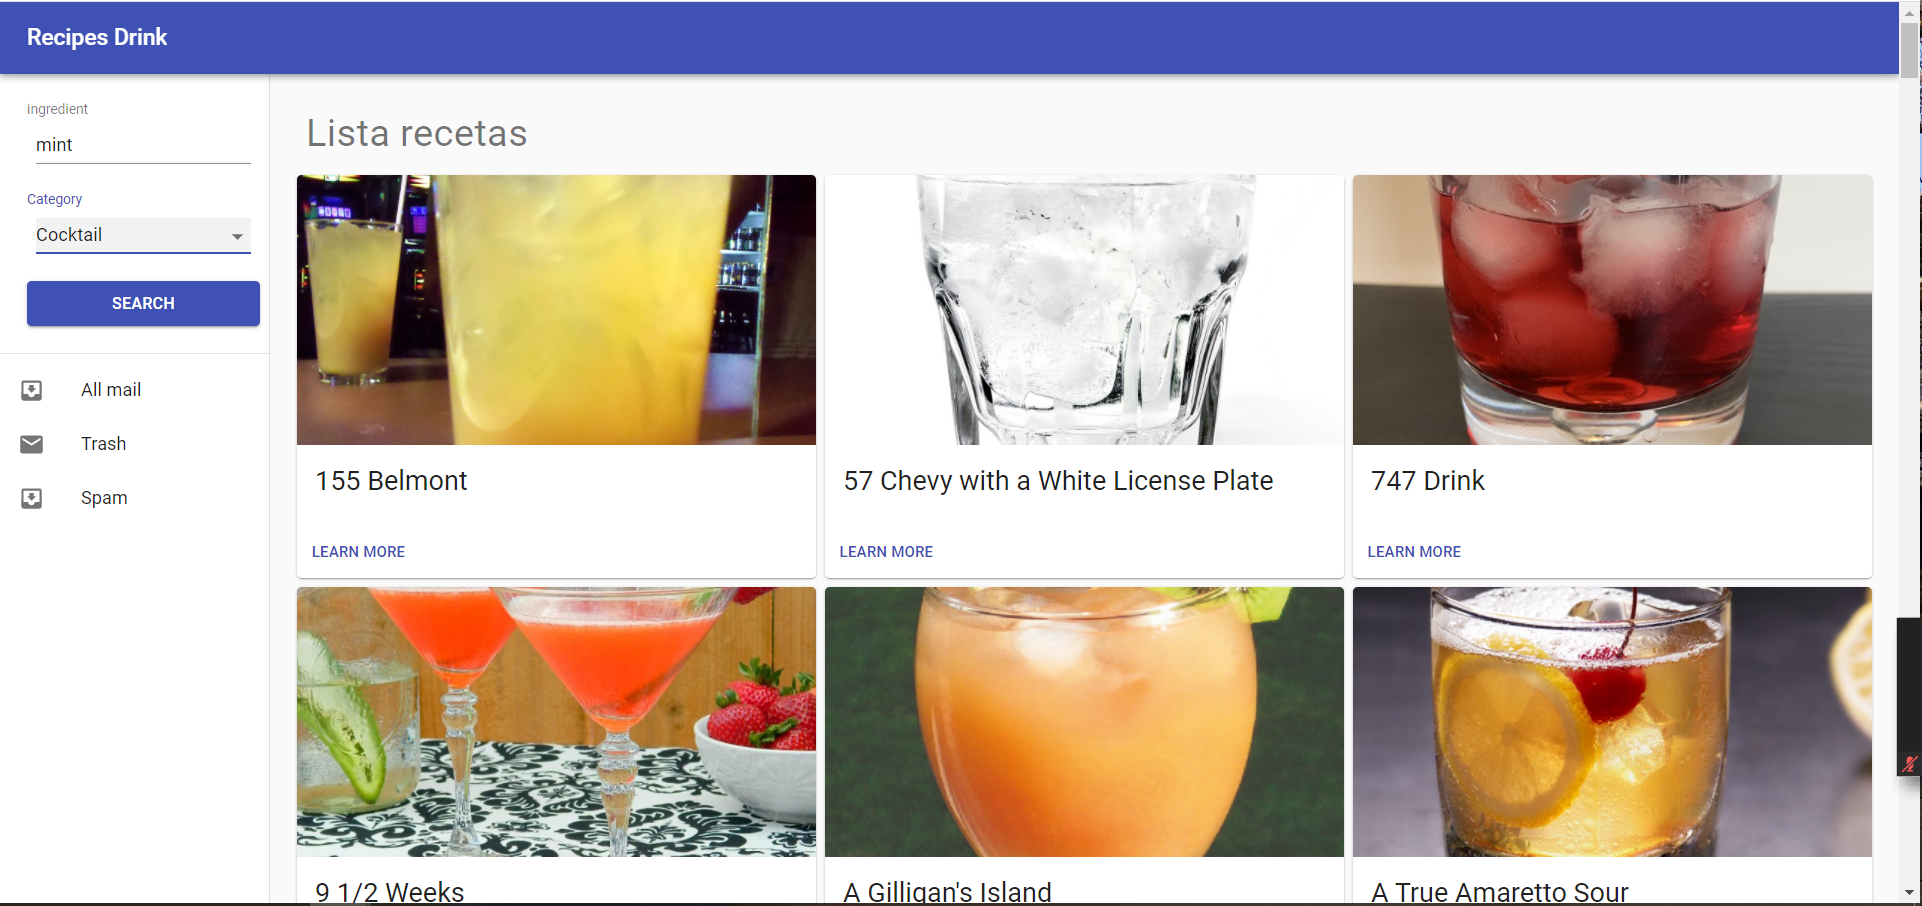 Recipes Drink
ingredient
mint
Category
Cocktail
SEARCH
All mail
Trash
Spam
Lista recetas
155 Belmont
LEARN MORE
57 Chevy with a White License Plate
LEARN MORE
747 Drink
LEARN MORE
9 1/2 Weeks
A Gilligan's Island
A True Amaretto Sour